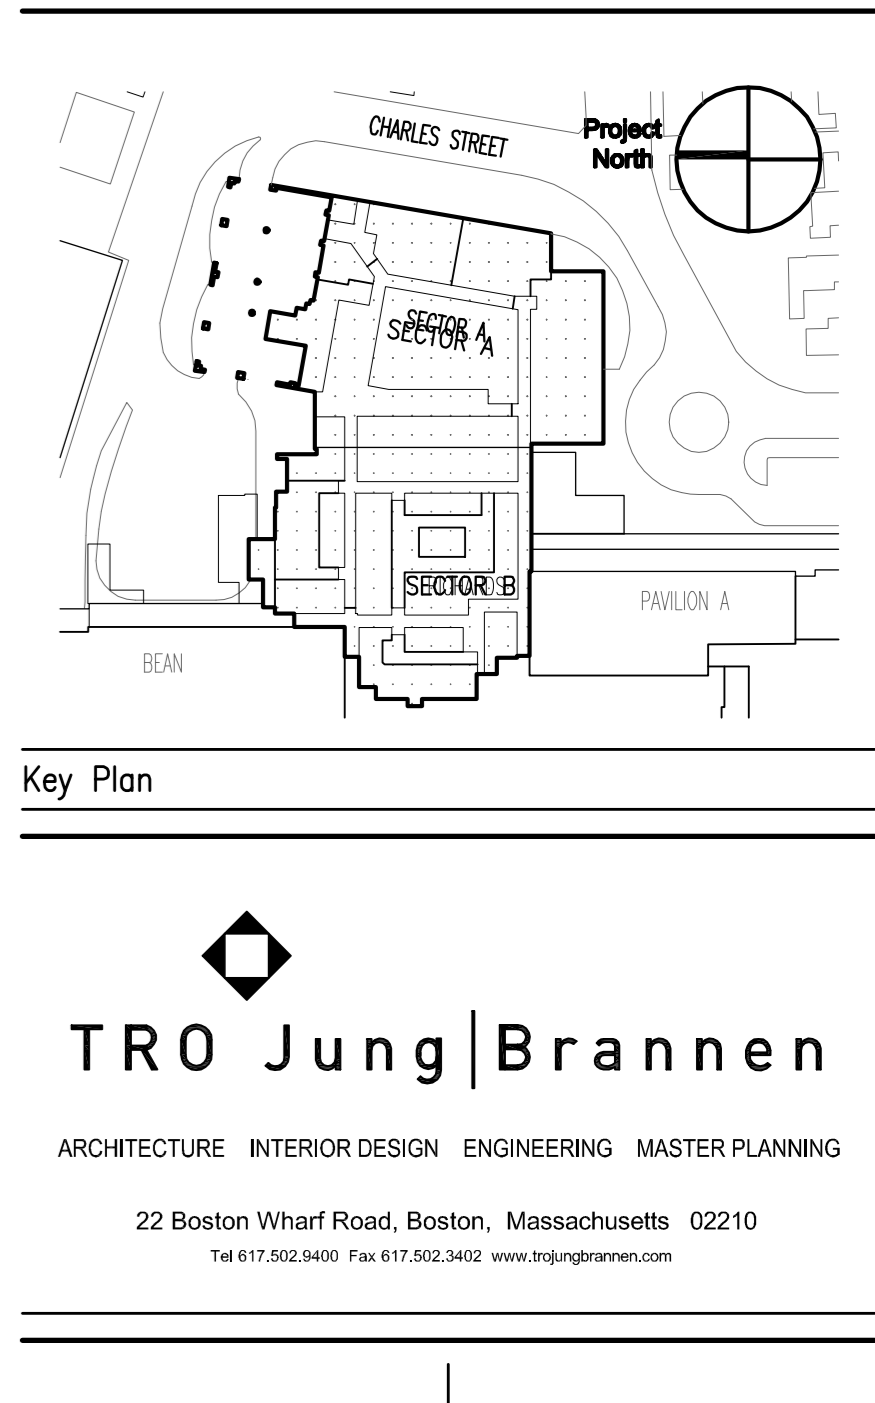 CHARLES STREET
Project
North
SECTOR A
SECTOR A
SECTOR B
PAVILION A
BEAN
Key Plan
TRO Jung|Brannen
ARCHITECTURE INTERIOR DESIGN ENGINEERING MASTER PLANNING
22 Boston Wharf Road, Boston, Massachusetts 02210
Tel 617.502.9400 Fax 617.502.3402 www.trojungbrannen.com